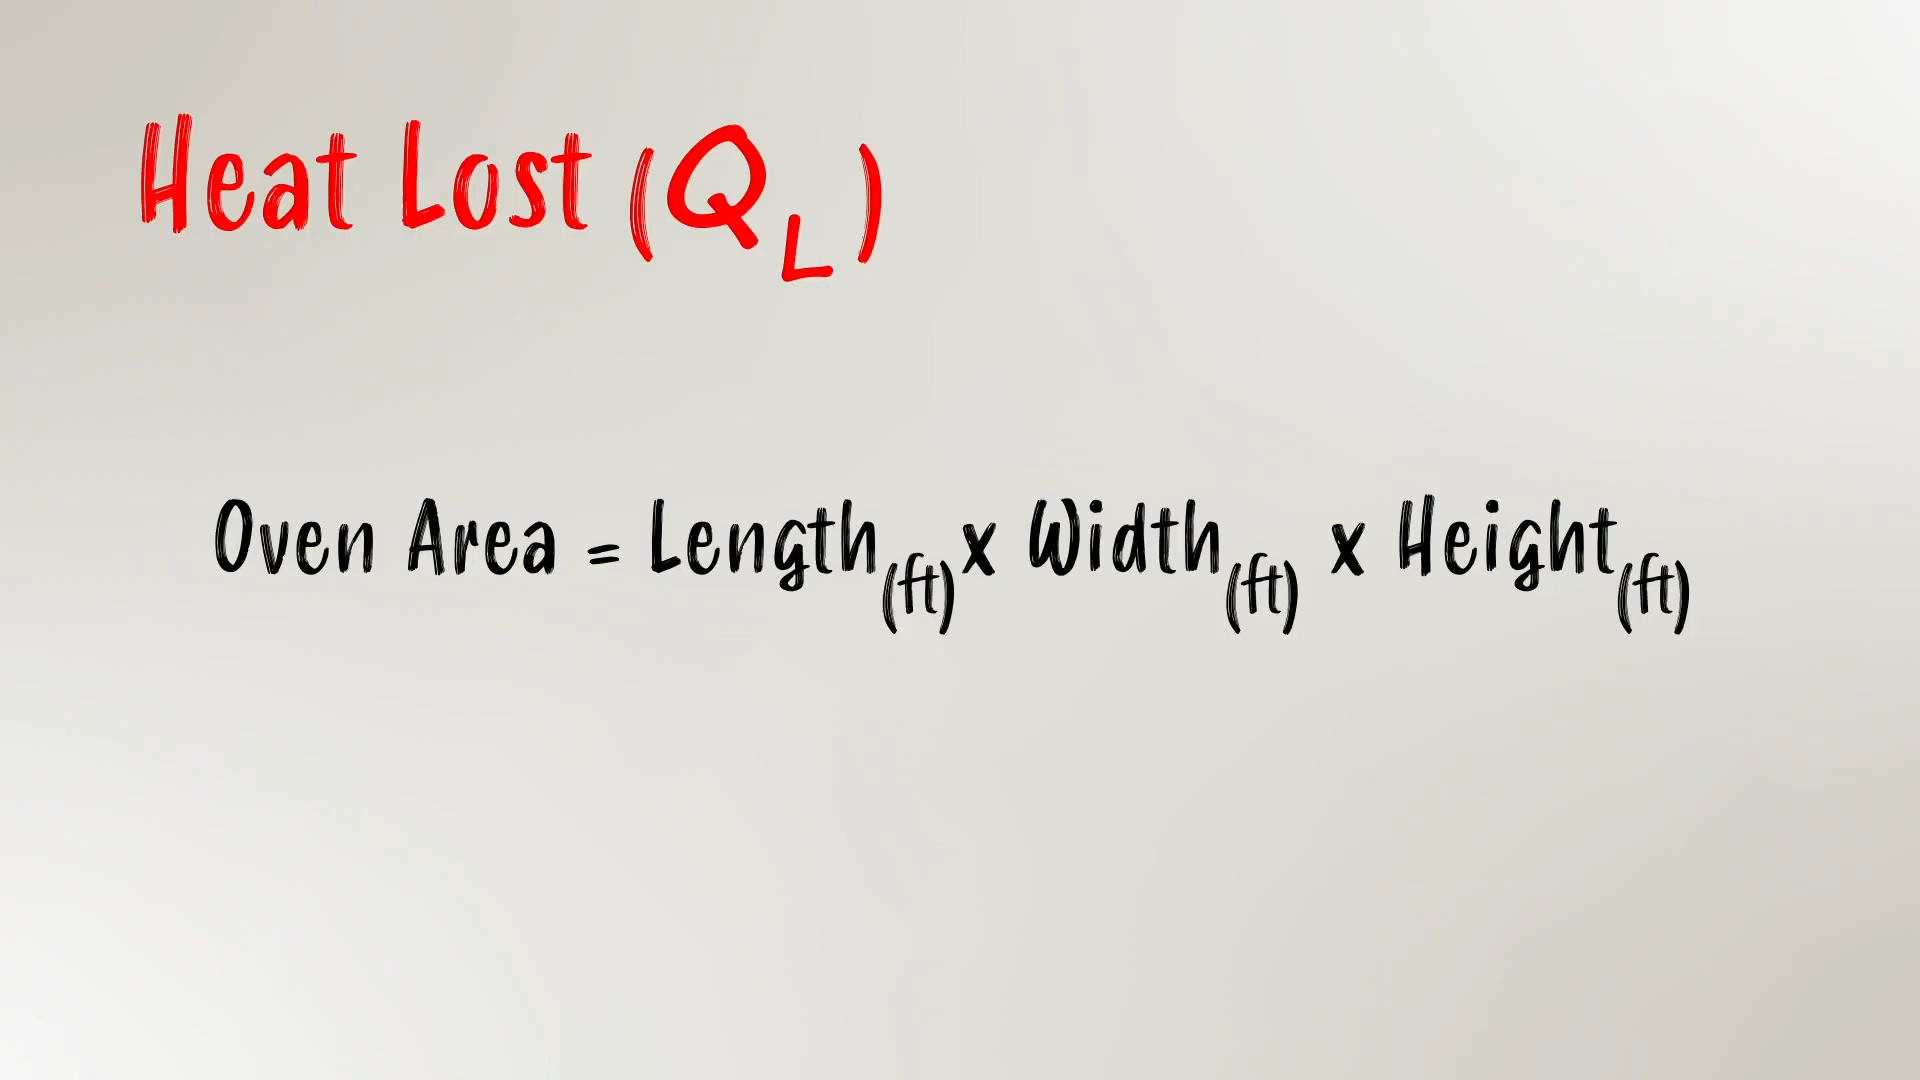 Heat Lost (QL)
Oven Area = Length(ft) x Width(ft) x Height(ft)